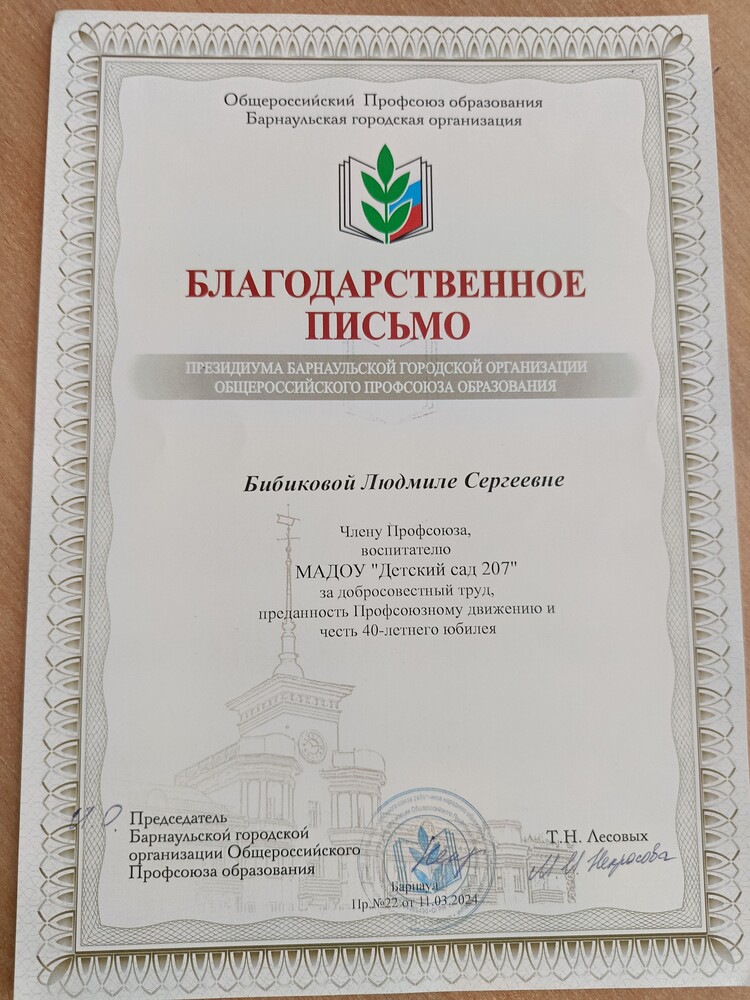 Общероссийский Профсоюз образования
Барнаульская городская организация
БЛАГОДАРСТВЕННОЕ
ПИСЬМО
ПРЕЗИДИУМА БАРНАУЛЬСКОЙ ГОРОДСКОЙ ОРГАНИЗАЦИИ
ОБЩЕРОССИЙСКОГО ПРОФСОЮЗА ОБРАЗОВАНИЯ
Бибиковой Людмиле Сергеевне
Члену Профсоюза,
воспитателю
МАДОУ "Детский сад 207"
за добросовестный труд,
преданность Профсоюзному движению и
честь 40-летнего юбилея
И.О. Председатель
Барнаульской городской
организации Общероссийского
Профсоюза образования
Т.Н. Лесовых
М.М. Некрасова
Барнаул
Пр.№22 от 11.03.2024